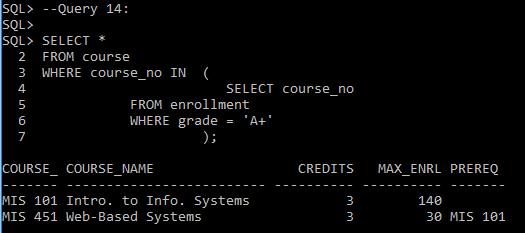 SQL> --Query 14:
SQL>
SQL> SELECT *
  2  FROM course
  3  WHERE course_no IN  (
  4                          SELECT course_no
  5              FROM enrollment
  6              WHERE grade = 'A+'
  7                       );
COURSE_ COURSE_NAME                  CREDITS   MAX_ENRL PREREQ
------- ------------------------- ---------- ---------- -------
MIS 101 Intro. to Info. Systems            3        140
MIS 451 Web-Based Systems                  3         30 MIS 101